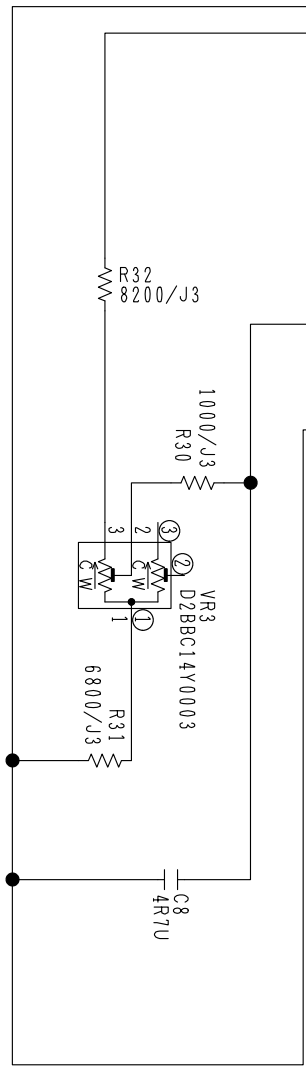 R32
8200/J3
1000/J3
R30
3
2
③
②
CW
CW
VR3
D2BBC14Y0003
1
①
R31
6800/J3
C8
4R7U